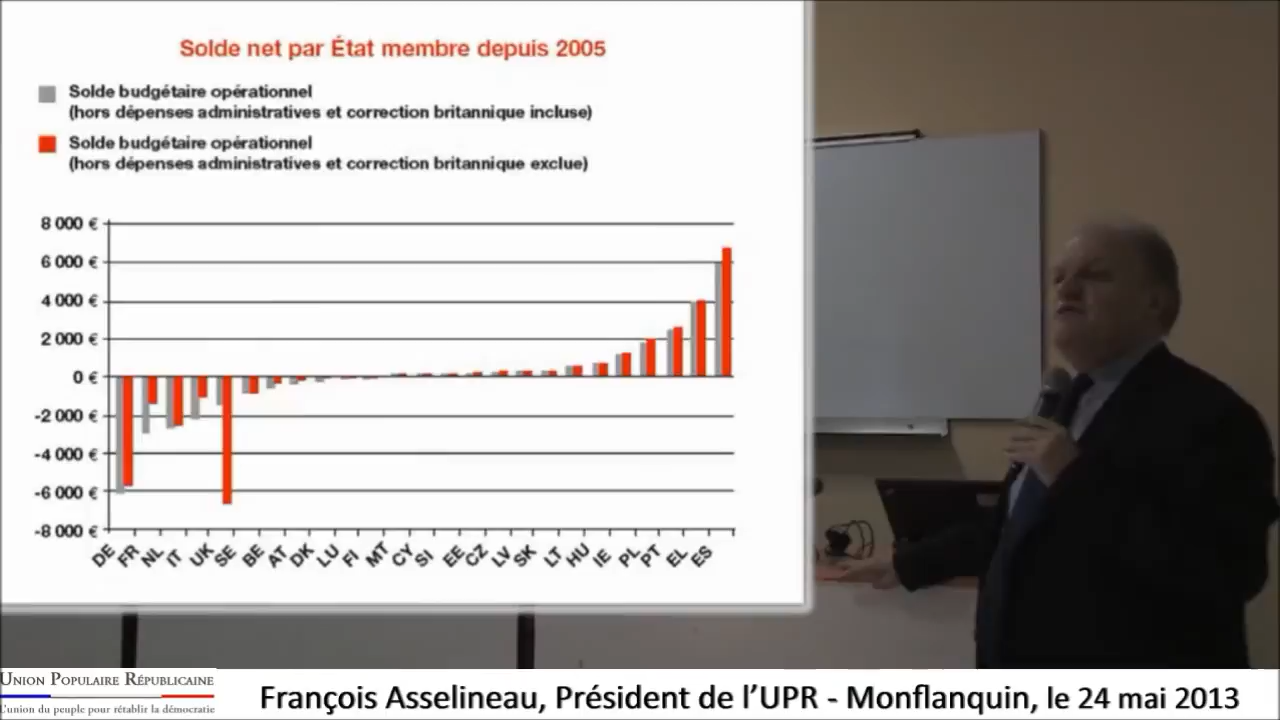 Solde net par État membre depuis 2005
Solde budgétaire opérationnel
(hors dépenses administratives et correction britannique incluse)
Solde budgétaire opérationnel
(hors dépenses administratives et correction britannique exclue)
8 000 €
6 000 €
4 000 €
2 000 €
0 €
-2 000 €
-4 000 €
-6 000 €
-8 000 €
DE FR NL IT UK SE BE AT DK LU FI MT CY SI EE CZ LV SK LT HU IE PL PT EL ES
UNION POPULAIRE RÉPUBLICAINE
L'union du peuple pour rétablir la démocratie
François Asselineau, Président de l'UPR - Monflanquin, le 24 mai 2013